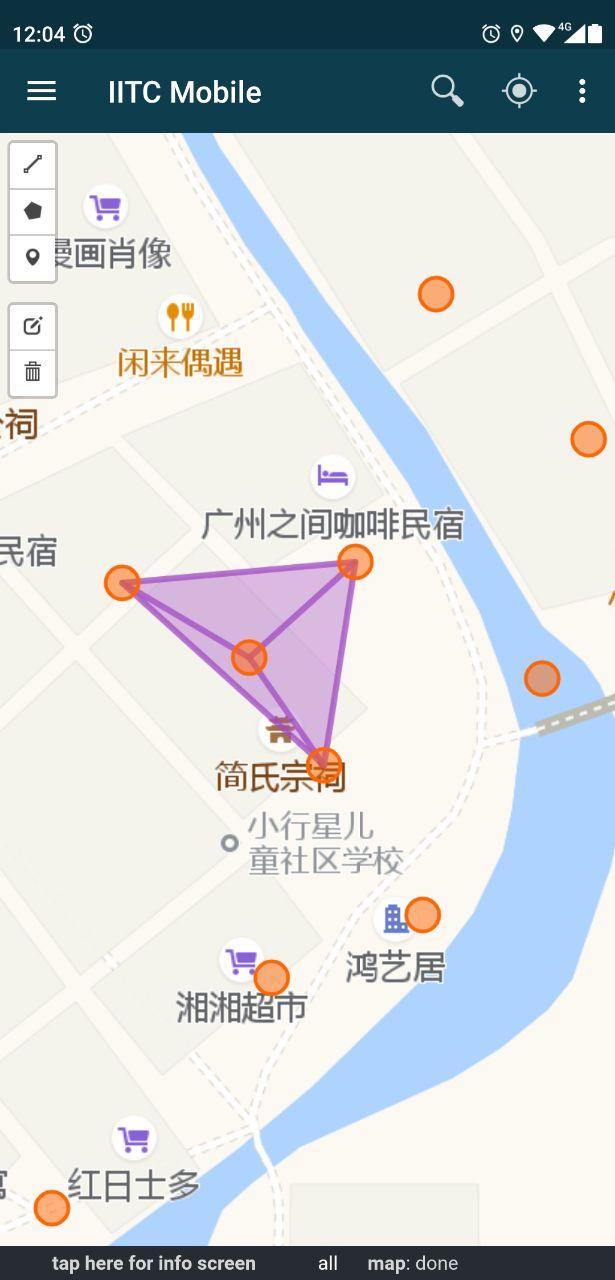 12:04
4G
IITC Mobile
漫画肖像
闲来偶遇
祠
广州之间咖啡民宿
民宿
简氏宗祠
小行星儿
童社区学校
鸿艺居
湘湘超市
红日士多
tap here for info screen all map: done